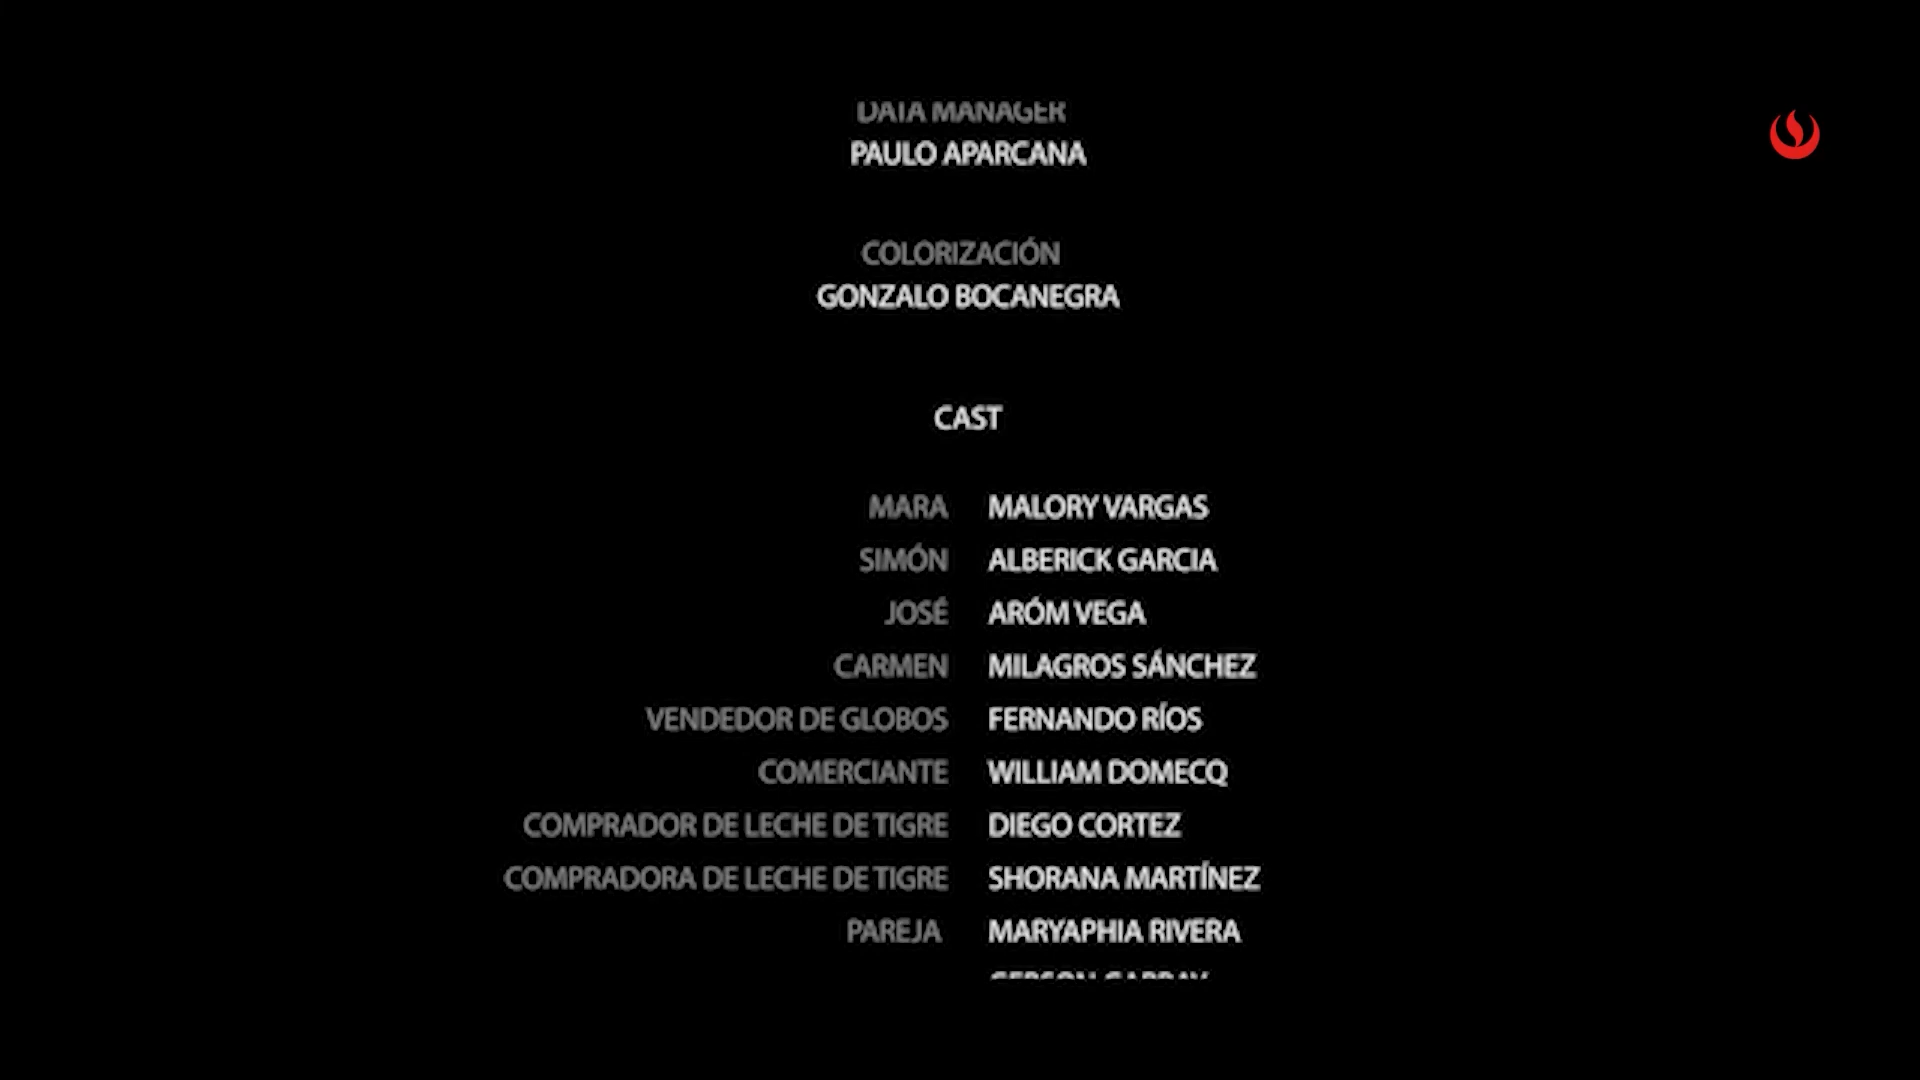 DATA MANAGER
PAULO APARCANA
COLORIZACIÓN
GONZALO BOCANEGRA
CAST
MARA MALORY VARGAS
SIMÓN ALBERICK GARCIA
JOSÉ ARÓM VEGA
CARMEN MILAGROS SÁNCHEZ
VENDEDOR DE GLOBOS FERNANDO RÍOS
COMERCIANTE WILLIAM DOMECQ
COMPRADOR DE LECHE DE TIGRE DIEGO CORTEZ
COMPRADORA DE LECHE DE TIGRE SHORANA MARTÍNEZ
PAREJA MARYAPHIA RIVERA